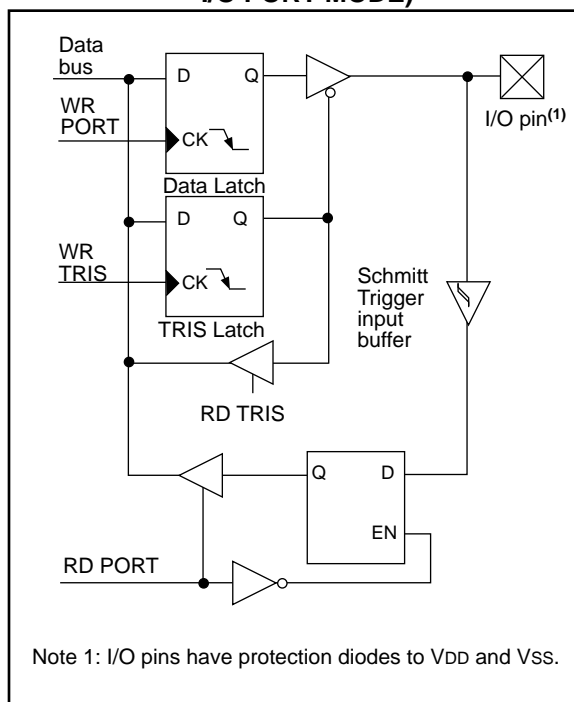 I/O PORT MODE)
Data
bus
D
Q
WR
PORT
CK
I/O pin(1)
Data Latch
D
Q
WR
TRIS
CK
Schmitt
Trigger
input
buffer
TRIS Latch
RD TRIS
Q
D
EN
RD PORT
Note 1: I/O pins have protection diodes to VDD and VSS.